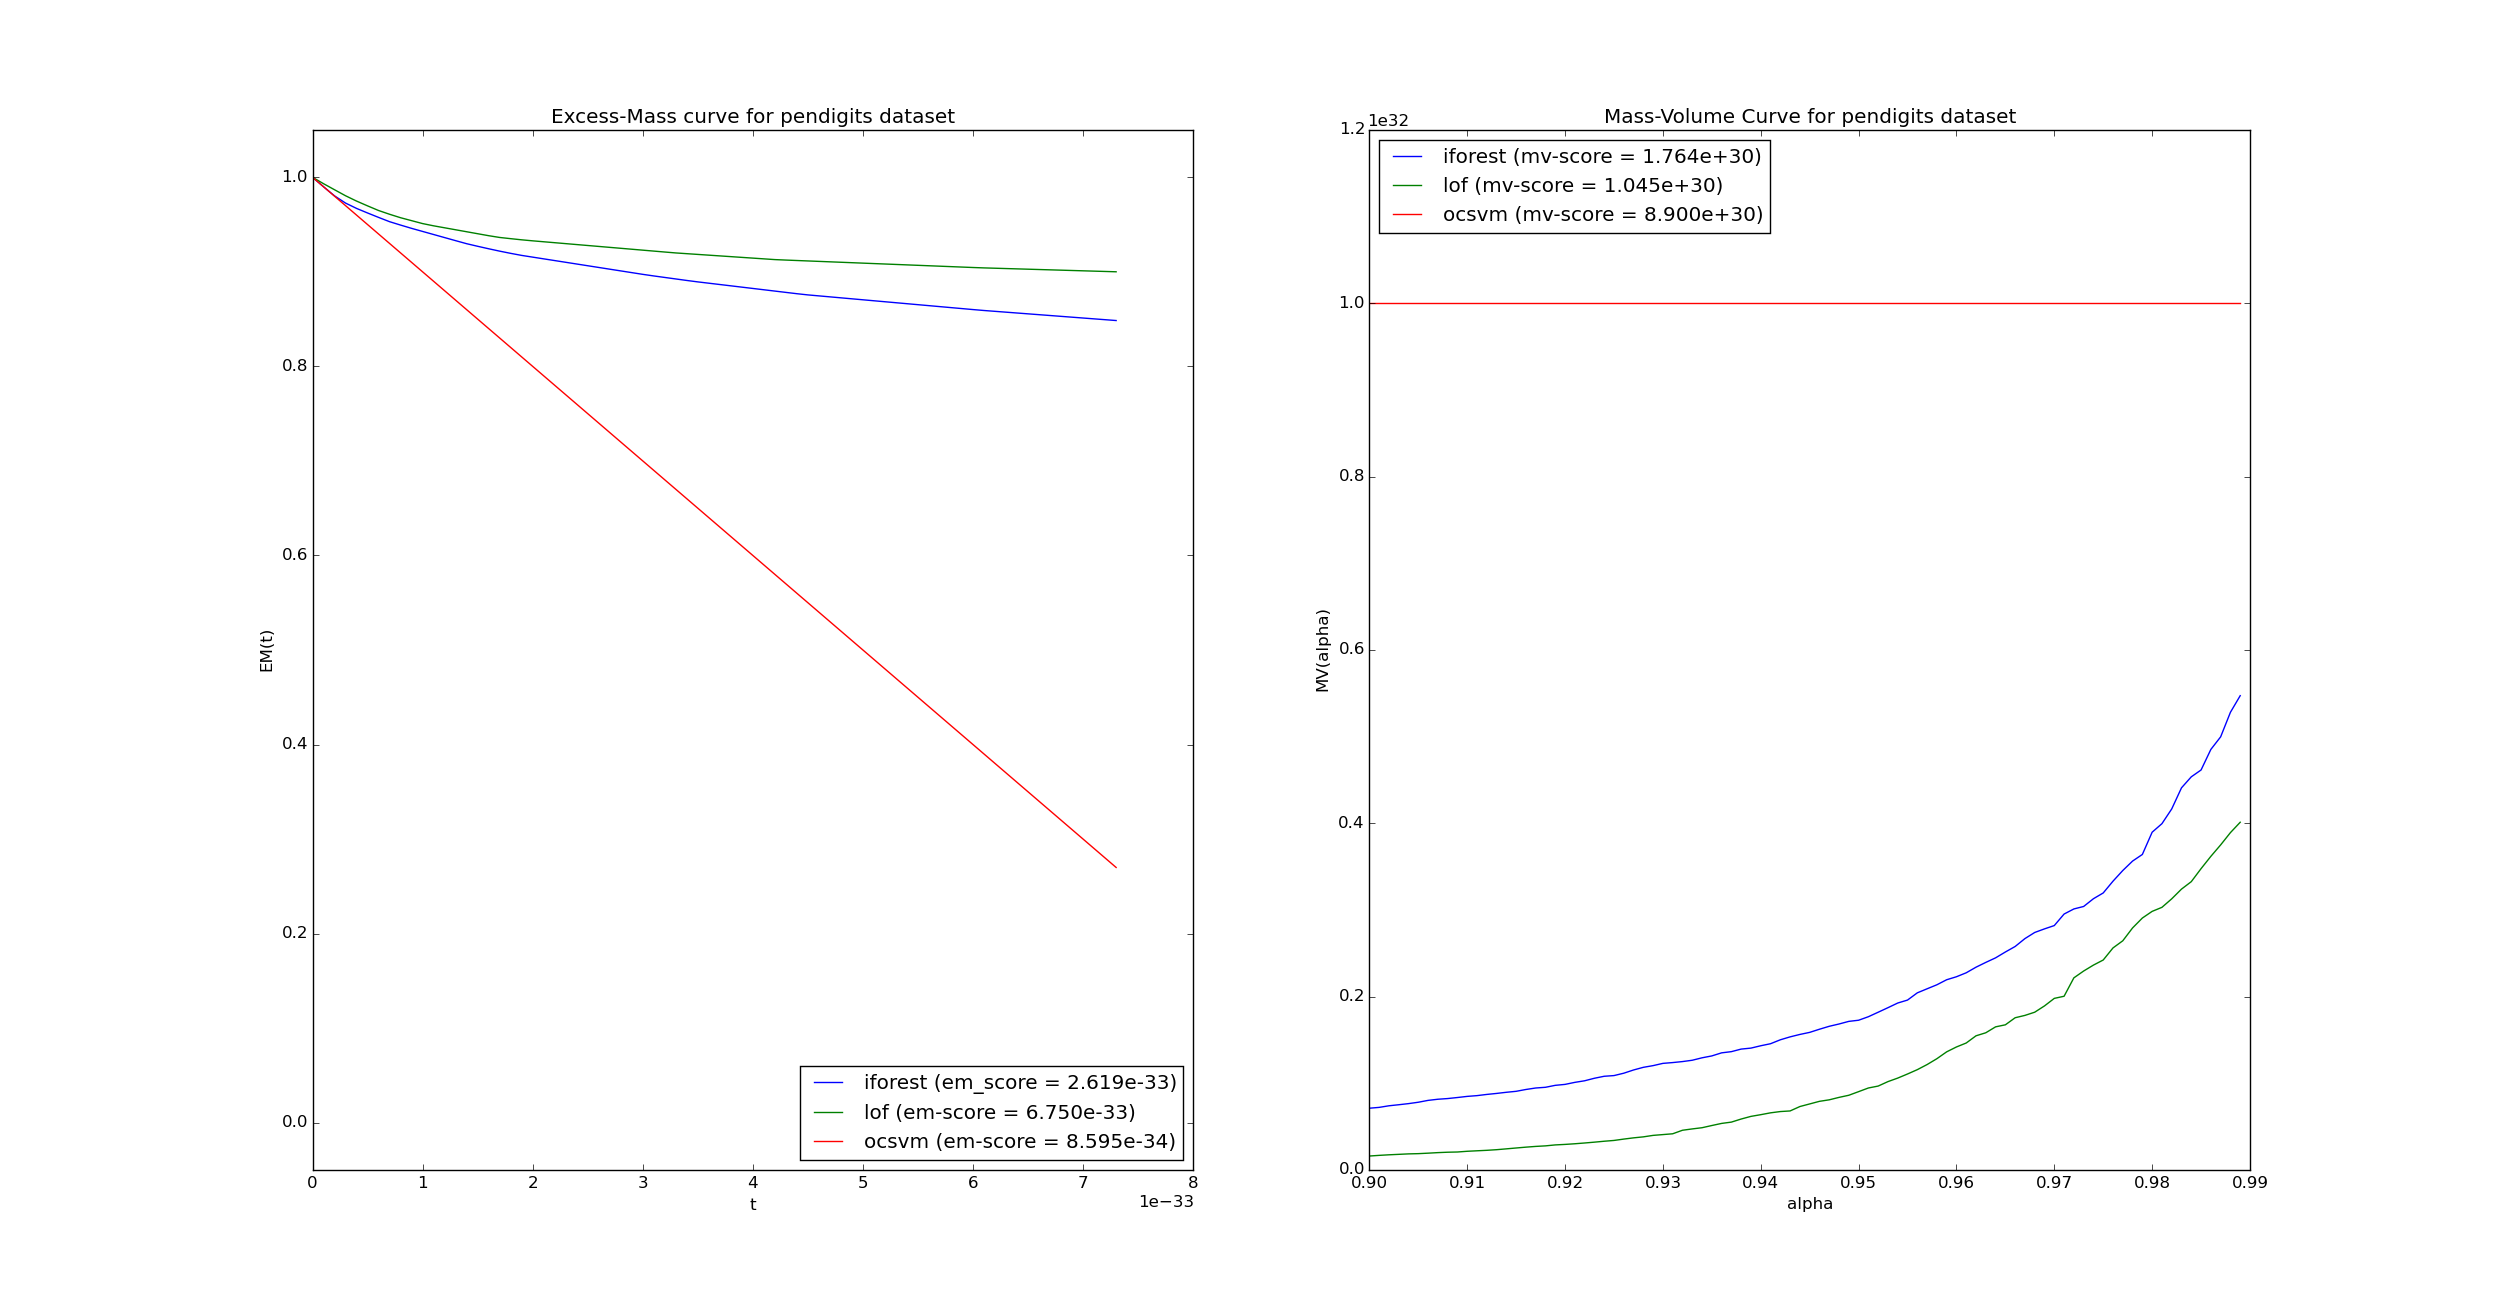 Excess-Mass curve for pendigits dataset
1.0
0.8
0.6
0.4
0.2
0.0
EM(t)
iforest (em_score = 2.619e-33)
lof (em-score = 6.750e-33)
ocsvm (em-score = 8.595e-34)
0 1 2 3 4 5 6 7 8
1e−33
t
Mass-Volume Curve for pendigits dataset
1e32
1.2
1.0
0.8
0.6
0.4
0.2
0.0
MV(alpha)
iforest (mv-score = 1.764e+30)
lof (mv-score = 1.045e+30)
ocsvm (mv-score = 8.900e+30)
0.90 0.91 0.92 0.93 0.94 0.95 0.96 0.97 0.98 0.99
alpha